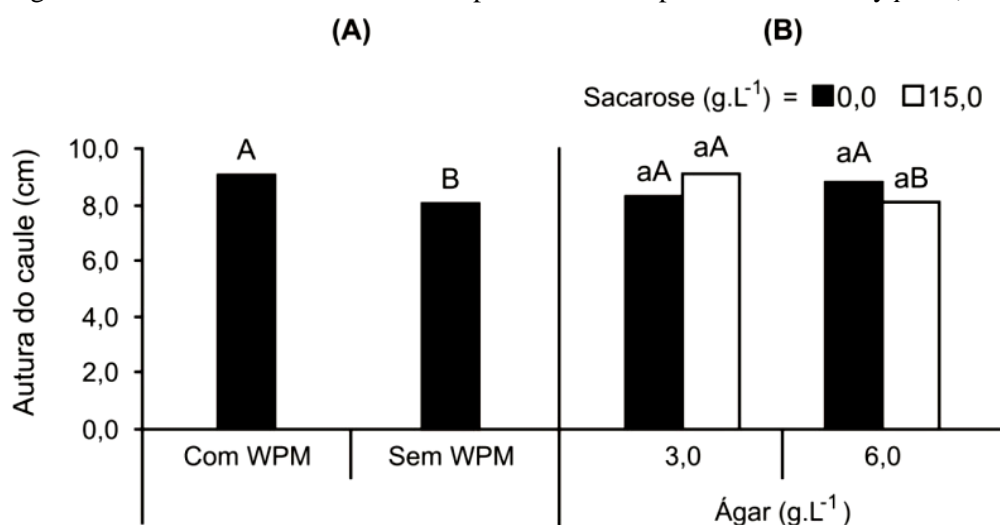 (A) (B)
Sacarose (g.L-1) = 0,0 15,0
Autura do caule (cm)
10,0
8,0
6,0
4,0
2,0
0,0
A
B
aA
aA
aA
aB
Com WPM
Sem WPM
3,0
6,0
Ágar (g.L-1)